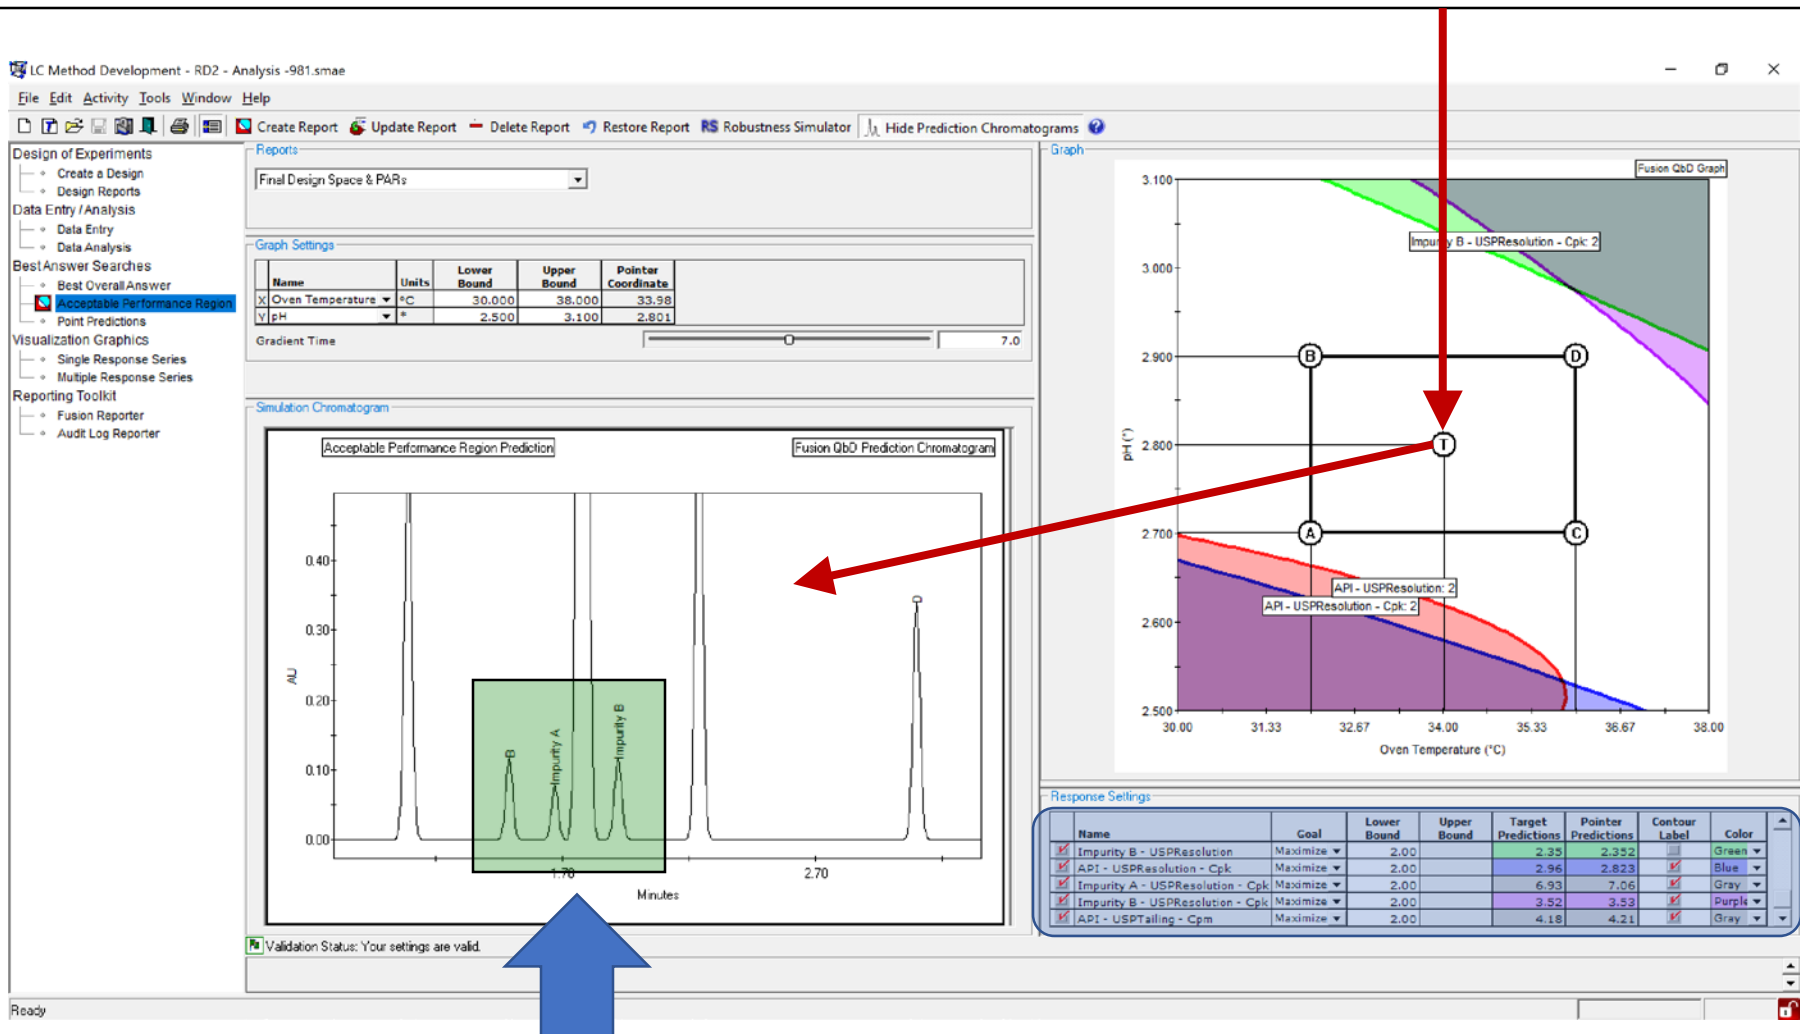 LC Method Development - RD2 - Analysis -981.smae
File Edit Activity Tools Window Help
Create Report Update Report Delete Report Restore Report RS Robustness Simulator Hide Prediction Chromatograms
Design of Experiments
Create a Design
Design Reports
Data Entry / Analysis
Data Entry
Data Analysis
Best Answer Searches
Best Overall Answer
Acceptable Performance Region
Point Predictions
Visualization Graphics
Single Response Series
Multiple Response Series
Reporting Toolkit
Fusion Reporter
Audit Log Reporter
Reports
Final Design Space & PARs
Graph Settings
Name Units Lower Bound Upper Bound Pointer Coordinate
X Oven Temperature °C 30.000 38.000 33.98
Y pH * 2.500 3.100 2.801
Gradient Time 7.0
Simulation Chromatogram
Acceptable Performance Region Prediction
Fusion QbD Prediction Chromatogram
AU
0.40
0.30
0.20
0.10
0.00
B
Impurity A
Impurity B
D
1.70
2.70
Minutes
Validation Status: Your settings are valid.
Ready
Graph
Fusion QbD Graph
3.100
3.000
2.900
2.800
2.700
2.600
2.500
pH (*)
Impurity B - USPResolution - Cpk: 2
B
D
T
A
C
API - USPResolution: 2
API - USPResolution - Cpk: 2
30.00 31.33 32.67 34.00 35.33 36.67 38.00
Oven Temperature (°C)
Response Settings
Name Goal Lower Bound Upper Bound Target Predictions Pointer Predictions Contour Label Color
Impurity B - USPResolution Maximize 2.00 2.35 2.352 Green
API - USPResolution - Cpk Maximize 2.00 2.96 2.823 Blue
Impurity A - USPResolution - Cpk Maximize 2.00 6.93 7.06 Gray
Impurity B - USPResolution - Cpk Maximize 2.00 3.52 3.53 Purple
API - USPTailing - Cpm Maximize 2.00 4.18 4.21 Gray